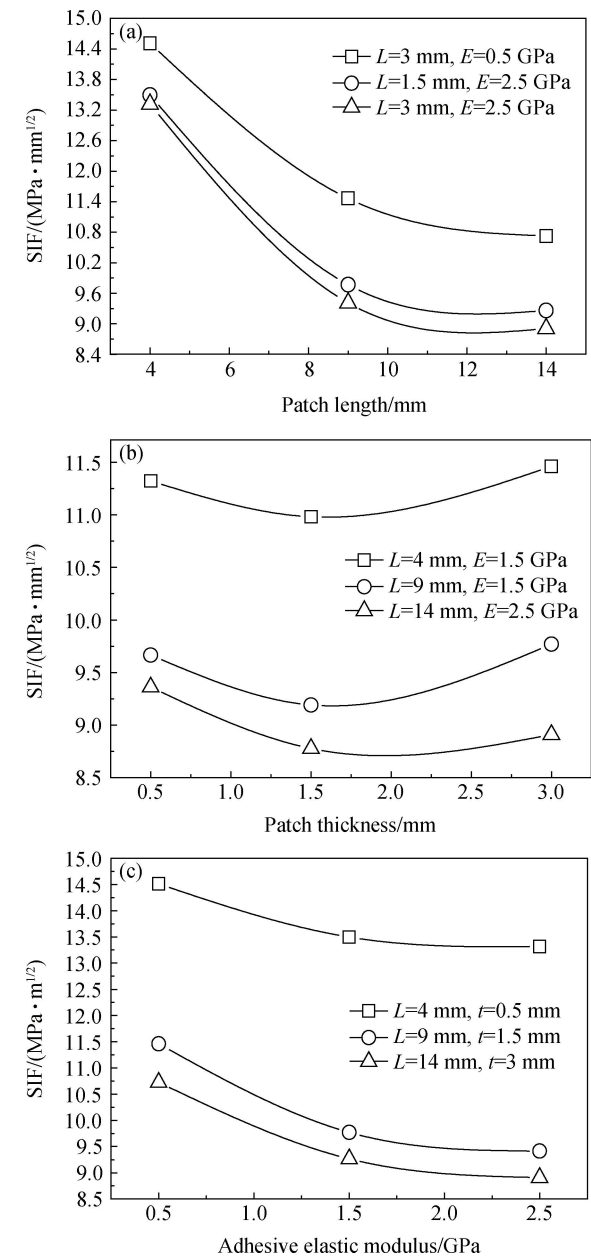 (a)
L=3 mm, E=0.5 GPa
L=1.5 mm, E=2.5 GPa
L=3 mm, E=2.5 GPa
15.0
14.4
13.8
13.2
12.6
12.0
11.4
10.8
10.2
9.6
9.0
8.4
SIF/(MPa·mm1/2)
4 6 8 10 12 14
Patch length/mm
(b)
L=4 mm, E=1.5 GPa
L=9 mm, E=1.5 GPa
L=14 mm, E=2.5 GPa
11.5
11.0
10.5
10.0
9.5
9.0
8.5
SIF/(MPa·mm1/2)
0.5 1.0 1.5 2.0 2.5 3.0
Patch thickness/mm
(c)
L=4 mm, t=0.5 mm
L=9 mm, t=1.5 mm
L=14 mm, t=3 mm
15.0
14.5
14.0
13.5
13.0
12.5
12.0
11.5
11.0
10.5
10.0
9.5
9.0
8.5
SIF/(MPa·m1/2)
0.5 1.0 1.5 2.0 2.5
Adhesive elastic modulus/GPa